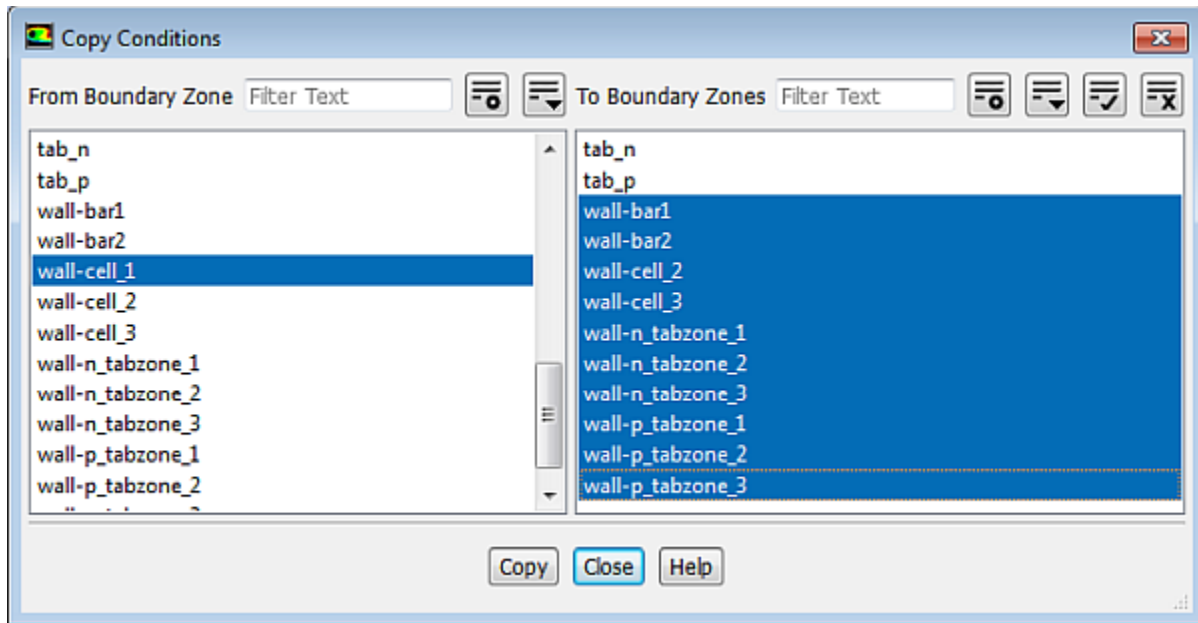 Copy Conditions
From Boundary Zone Filter Text
To Boundary Zones Filter Text
tab_n
tab_p
wall-bar1
wall-bar2
wall-cell_1
wall-cell_2
wall-cell_3
wall-n_tabzone_1
wall-n_tabzone_2
wall-n_tabzone_3
wall-p_tabzone_1
wall-p_tabzone_2
tab_n
tab_p
wall-bar1
wall-bar2
wall-cell_2
wall-cell_3
wall-n_tabzone_1
wall-n_tabzone_2
wall-n_tabzone_3
wall-p_tabzone_1
wall-p_tabzone_2
wall-p_tabzone_3
Copy Close Help